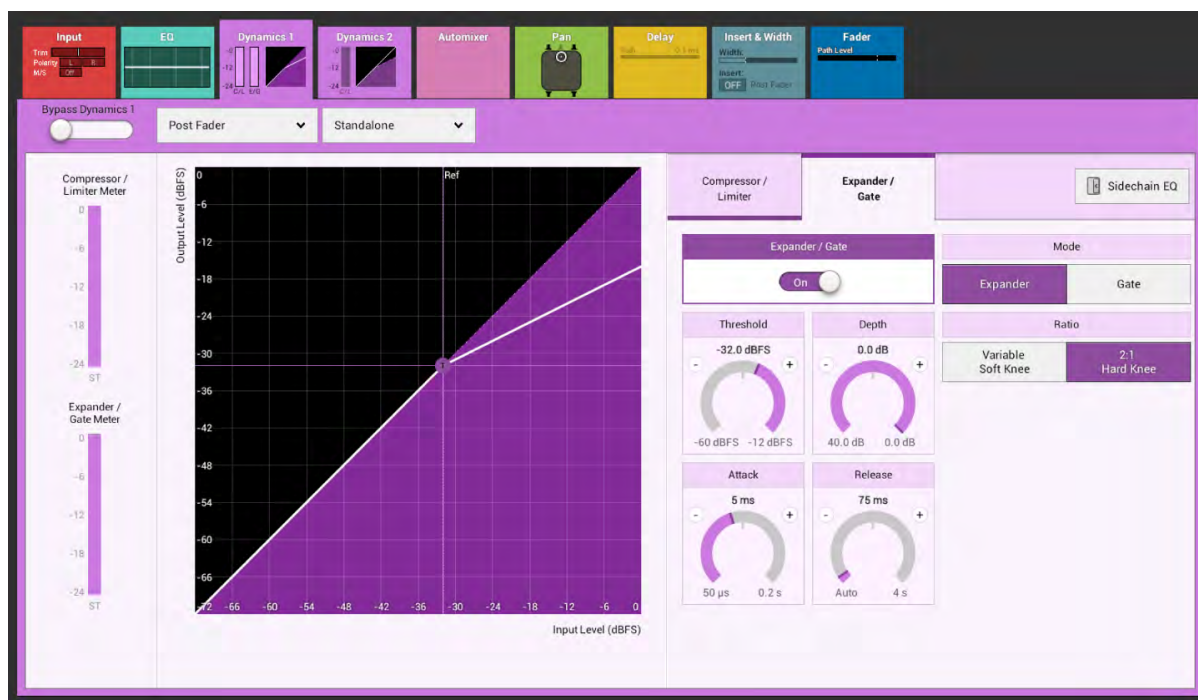 Input
EQ
Dynamics 1
Dynamics 2
Automixer
Pan
Delay
Insert & Width
Fader
Trim
Polarity L R
M/S Off
-0
-12
-24
C/L E/G
-0
-12
-24
Width:
Insert:
OFF Post Fader
Path Level
Bypass Dynamics 1
Post Fader
Standalone
Compressor /
Limiter Meter
0
-6
-12
-18
-24
ST
Expander /
Gate Meter
0
-6
-12
-18
-24
ST
Output Level (dBFS)
0
-6
-12
-18
-24
-30
-36
-42
-48
-54
-60
-66
-72 -66 -60 -54 -48 -42 -36 -30 -24 -18 -12 -6 0
Ref
1
Input Level (dBFS)
Compressor /
Limiter
Expander /
Gate
Sidechain EQ
Expander / Gate
On
Mode
Expander
Gate
Threshold
-32.0 dBFS
- +
-60 dBFS -12 dBFS
Depth
0.0 dB
- +
40.0 dB 0.0 dB
Ratio
Variable
Soft Knee
2:1
Hard Knee
Attack
5 ms
- +
50 µs 0.2 s
Release
75 ms
- +
Auto 4 s